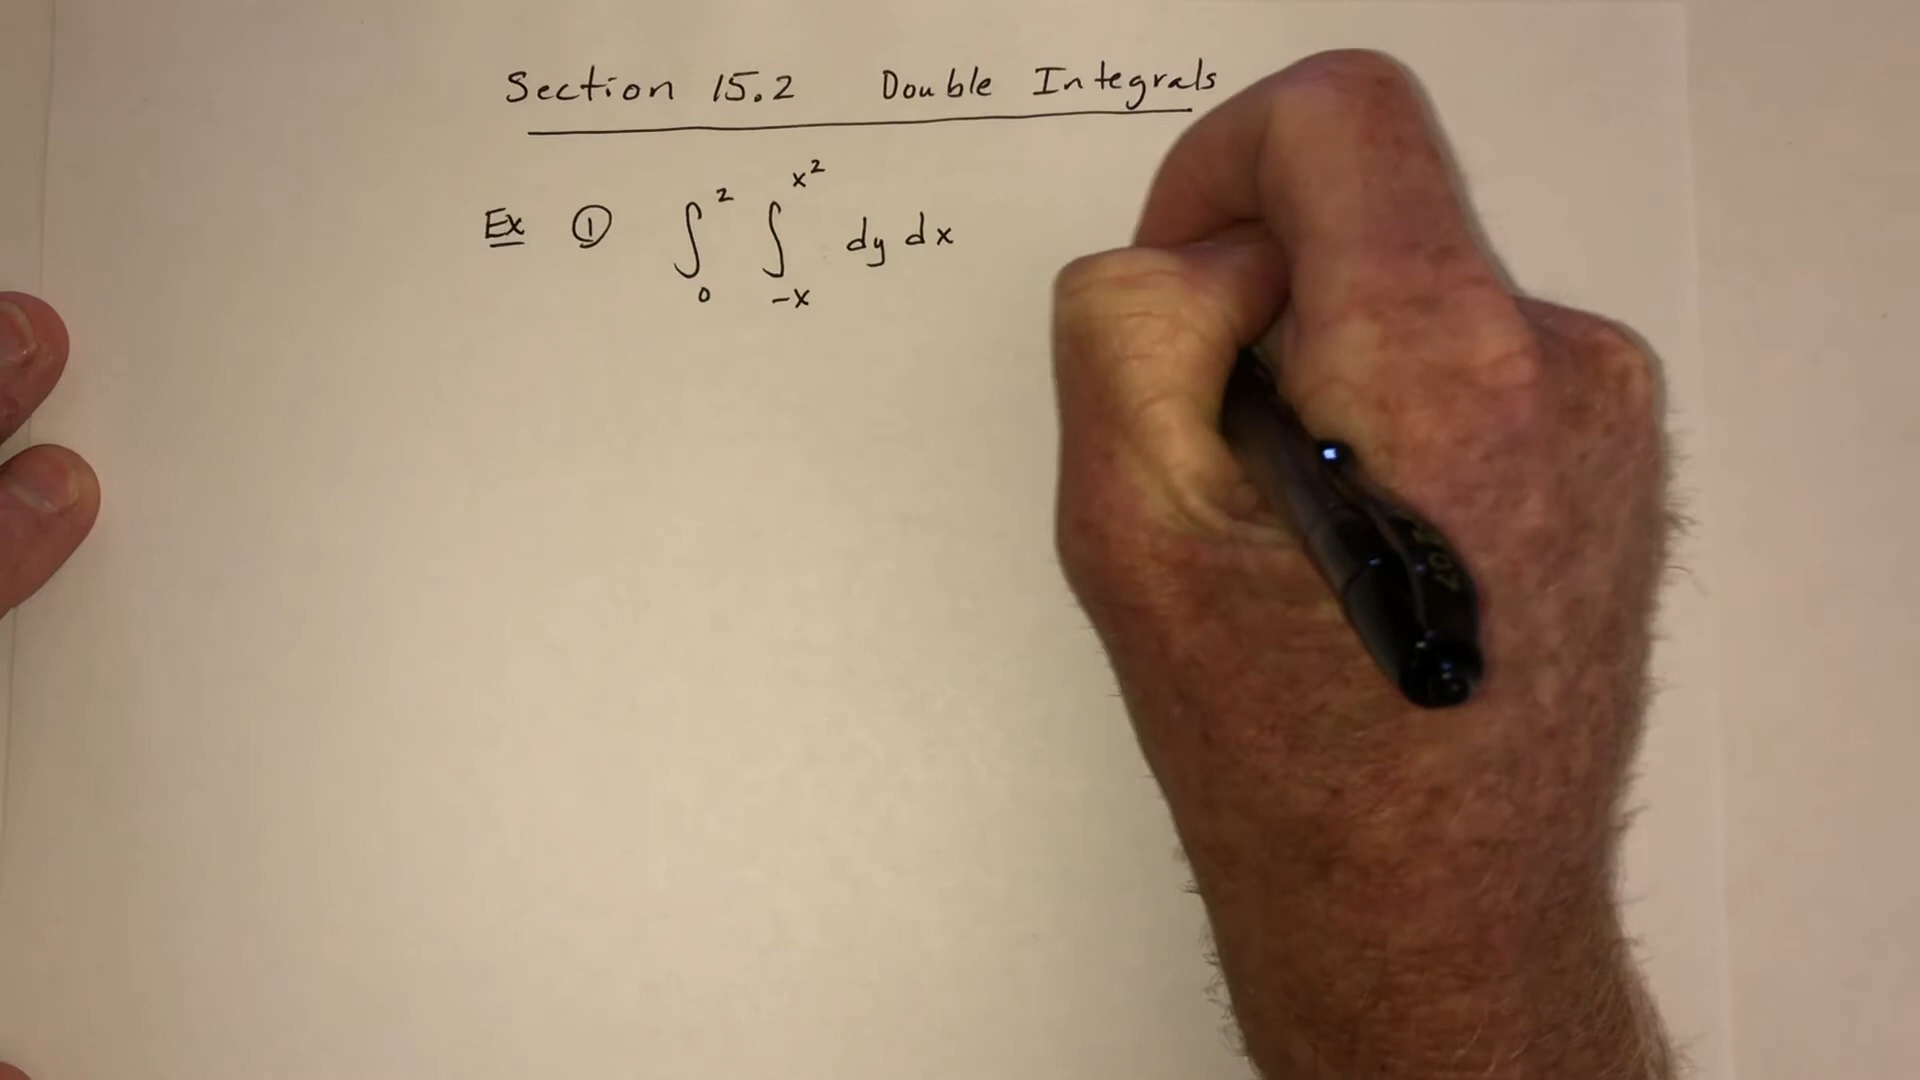 Section 15.2 Double Integrals
Ex ① ∫₀² ∫₋ₓ^x² dy dx